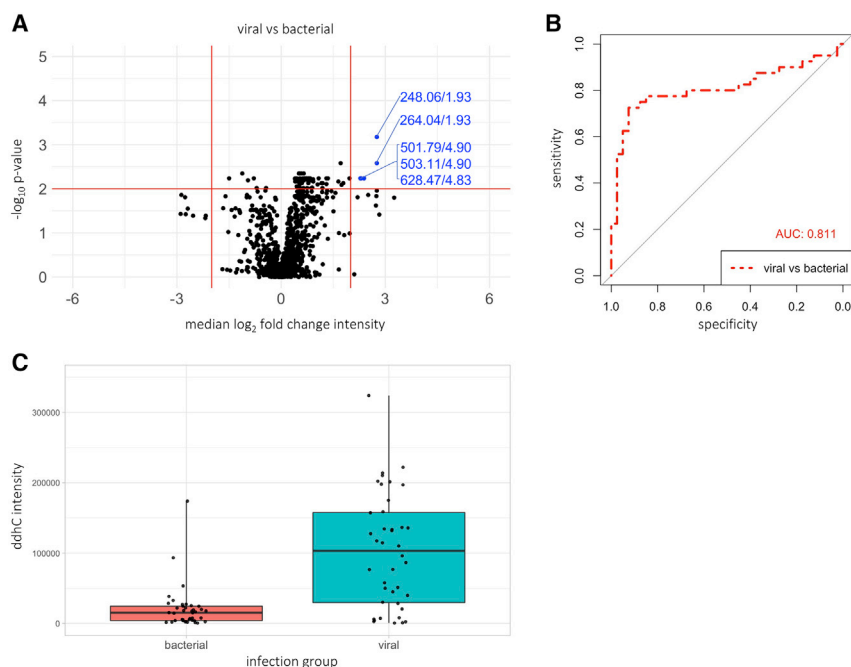 A
viral vs bacterial
5
4
3
2
1
0
-log10 p-value
248.06/1.93
264.04/1.93
501.79/4.90
503.11/4.90
628.47/4.83
-6
-3
0
3
6
median log2 fold change intensity
B
1.0
0.8
0.6
0.4
0.2
0.0
sensitivity
AUC: 0.811
viral vs bacterial
1.0
0.8
0.6
0.4
0.2
0.0
specificity
C
300000
200000
100000
0
ddhC intensity
bacterial
viral
infection group